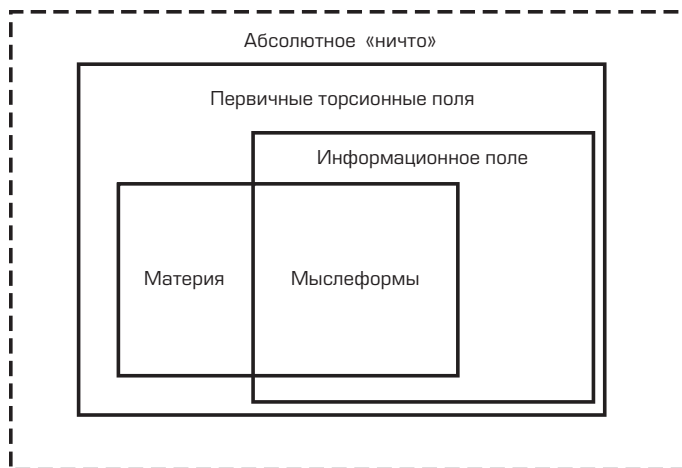 Абсолютное «ничто»
Первичные торсионные поля
Информационное поле
Материя
Мыслеформы